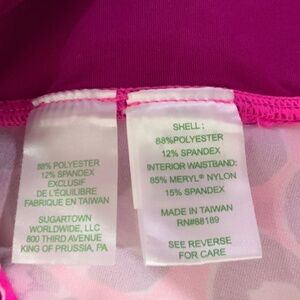 88% POLYESTER
12% SPANDEX
EXCLUSIF
DE L'ÉQUILIBRE
FABRIQUE EN TAIWAN
SUGARTOWN
WORLDWIDE, LLC
800 THIRD AVENUE
KING OF PRUSSIA, PA
SHELL :
88% POLYESTER
12% SPANDEX
INTERIOR WAISTBAND:
85% MERYL® NYLON
15% SPANDEX
MADE IN TAIWAN
RN#88189
SEE REVERSE
FOR CARE